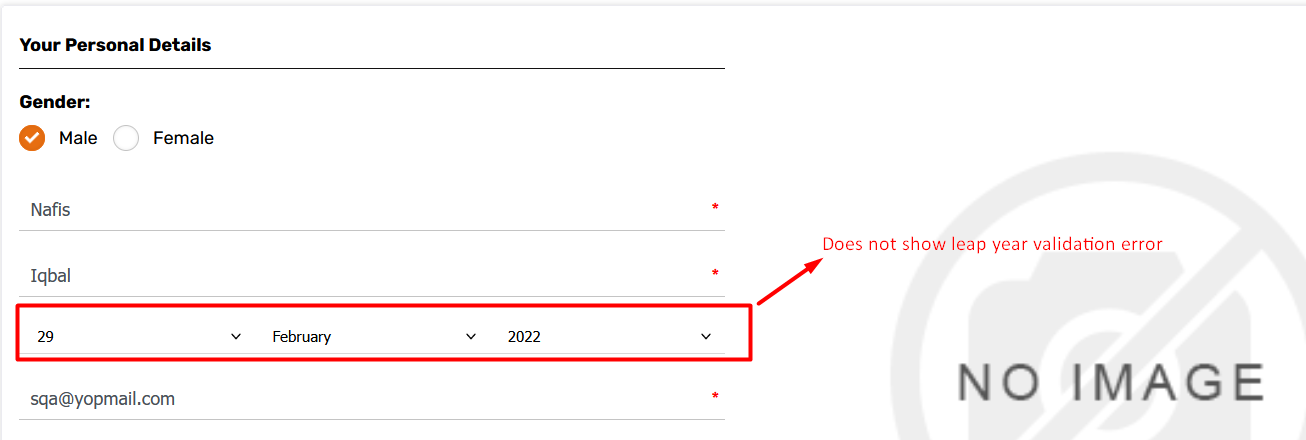 Your Personal Details
Gender:
Male Female
Nafis *
Does not show leap year validation error
Iqbal *
29 February 2022
sqa@yopmail.com *
NO IMAGE